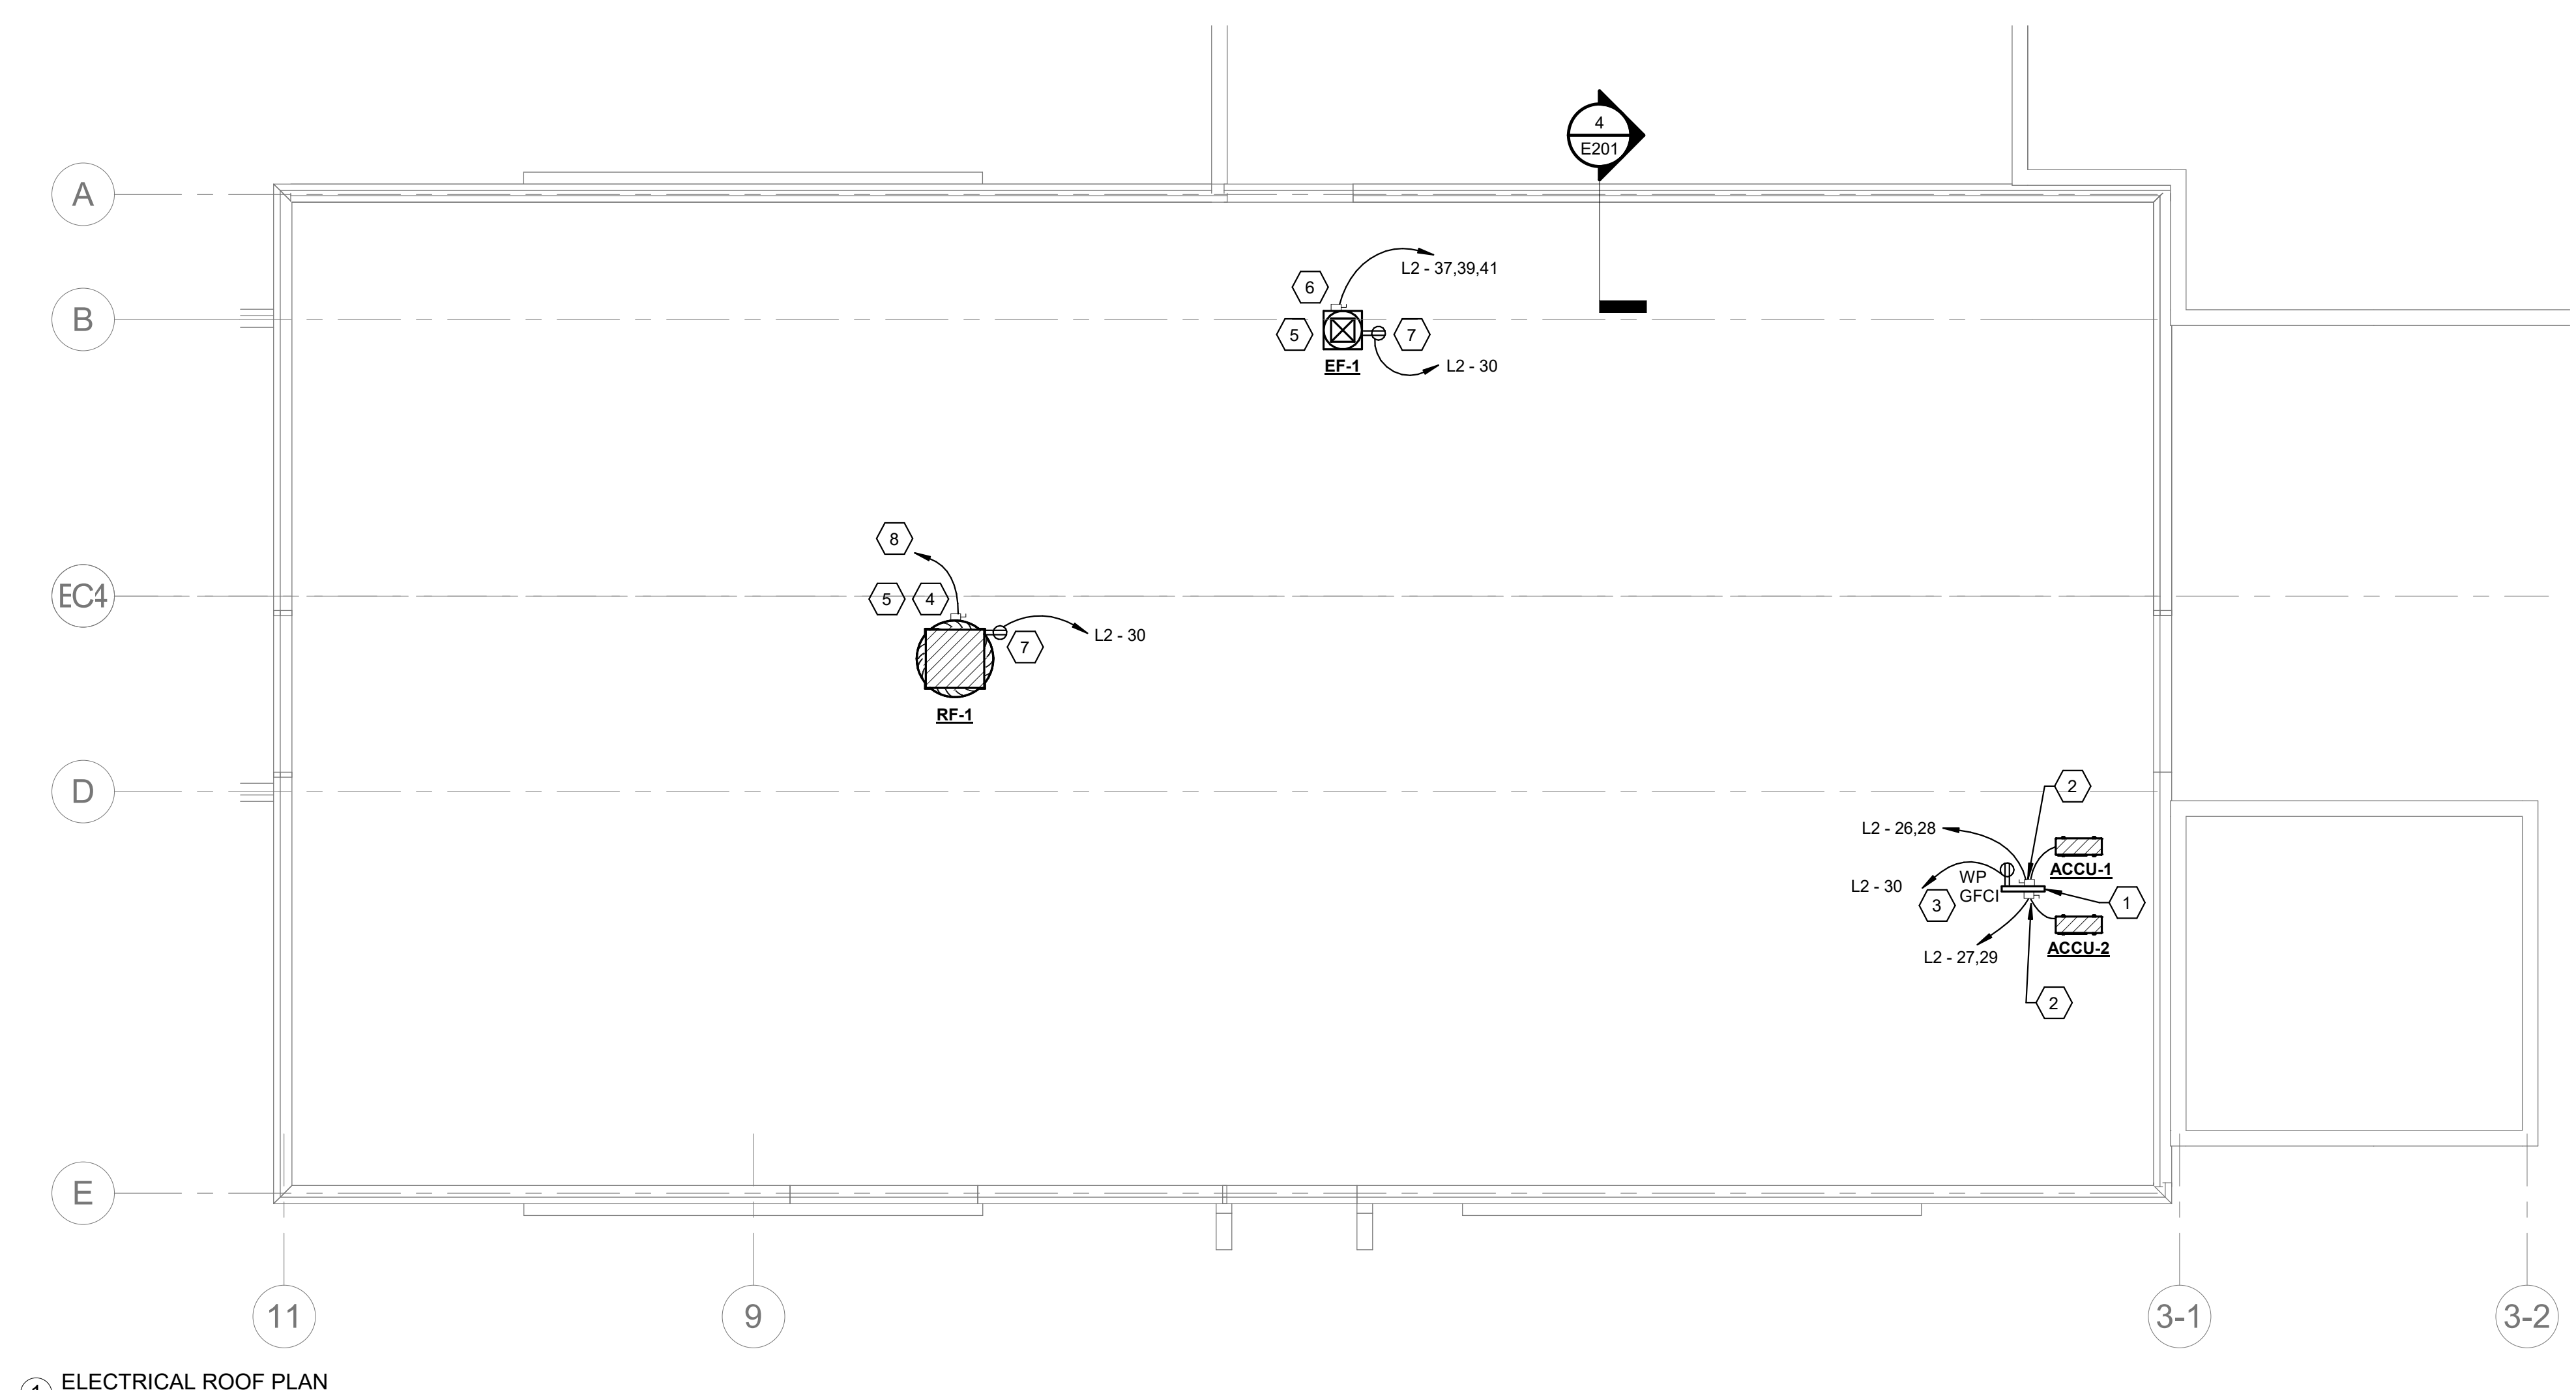 4
E201
A
L2 - 37,39,41
6
B
5
7
EF-1
L2 - 30
8
EC4
5
4
L2 - 30
7
RF-1
D
2
L2 - 26,28
ACCU-1
WP
GFCI
L2 - 30
3
1
ACCU-2
L2 - 27,29
2
E
11
9
3-1
3-2
1
ELECTRICAL ROOF PLAN